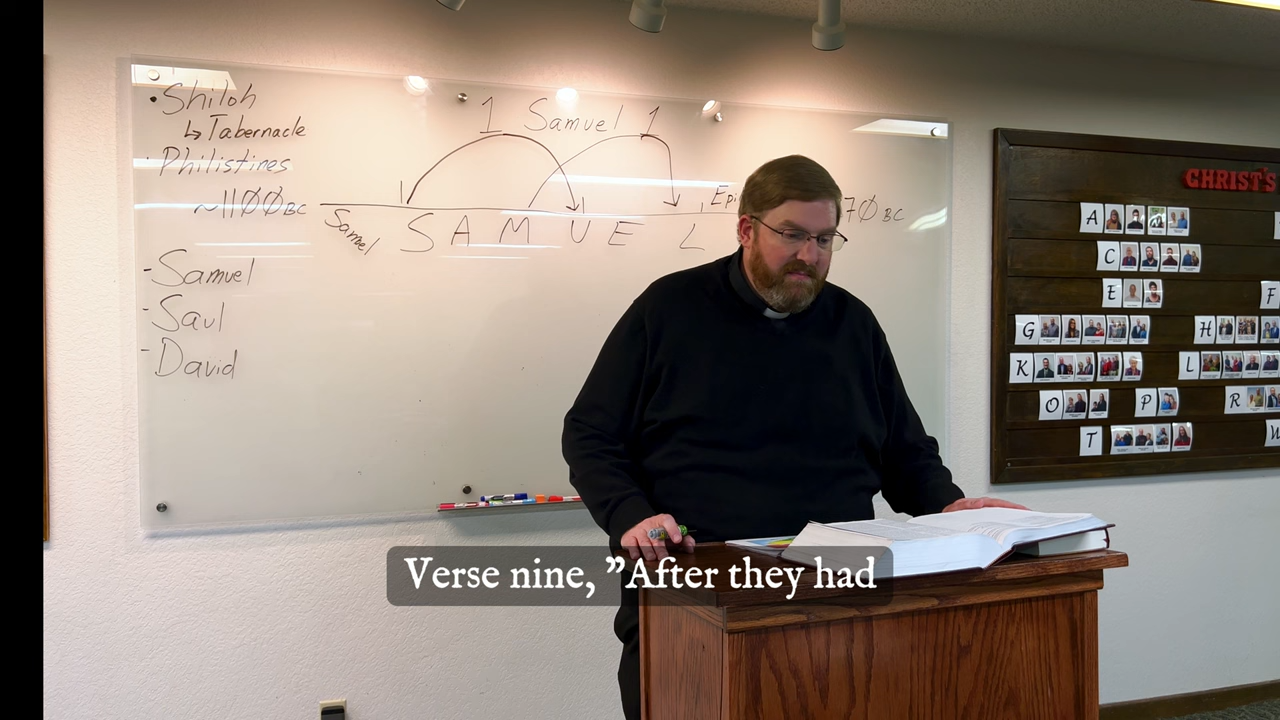 • Shiloh
↳ Tabernacle
- Philistines
~1100 BC
1 Samuel 1
Samuel
S A M U E L
70 BC
- Samuel
- Saul
- David
CHRIST'S
A
C
E
F
G
H
K
L
O
P
R
T
W
Verse nine, "After they had